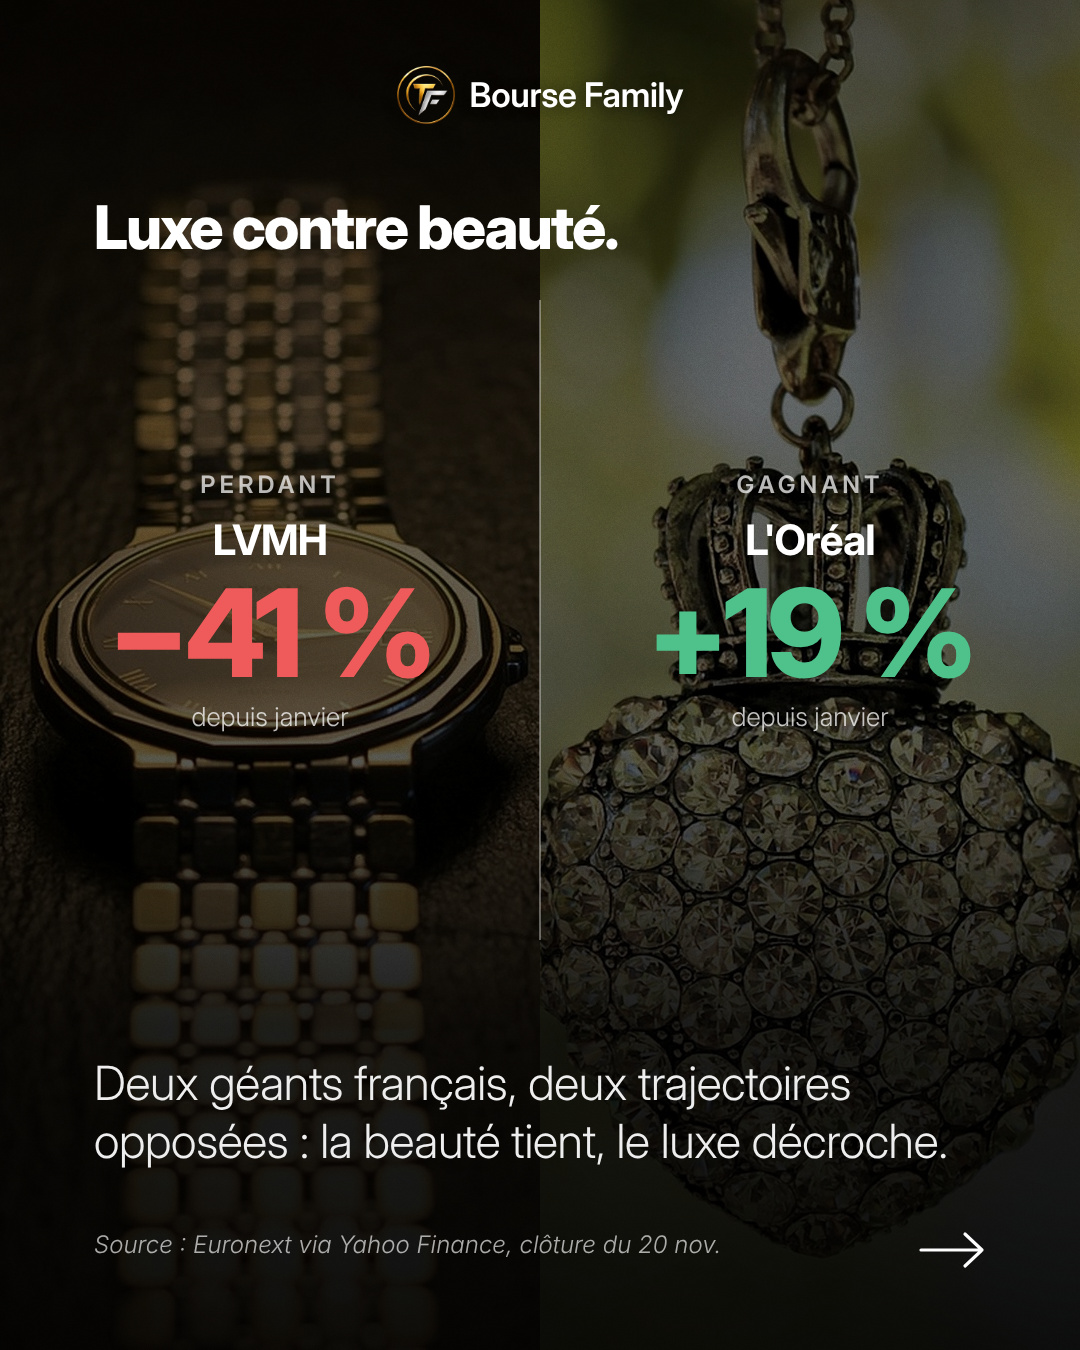 Bourse Family
Luxe contre beauté.
PERDANT
LVMH
−41 %
depuis janvier
GAGNANT
L'Oréal
+19 %
depuis janvier
Deux géants français, deux trajectoires
opposées : la beauté tient, le luxe décroche.
Source : Euronext via Yahoo Finance, clôture du 20 nov.